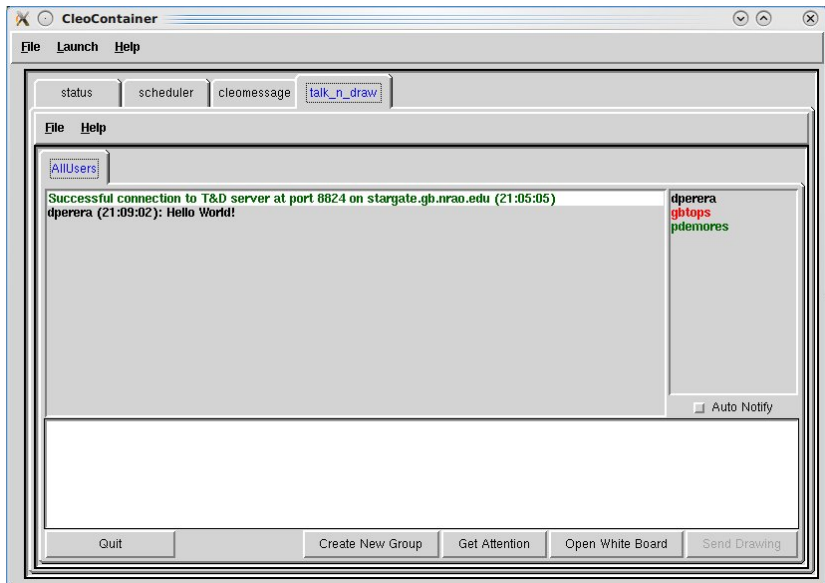 CleoContainer
File Launch Help
status scheduler cleomessage talk_n_draw
File Help
AllUsers
Successful connection to T&D server at port 8824 on stargate.gb.nrao.edu (21:05:05)
dperera (21:09:02): Hello World!
dperera
gbtops
pdemores
Auto Notify
Quit Create New Group Get Attention Open White Board Send Drawing